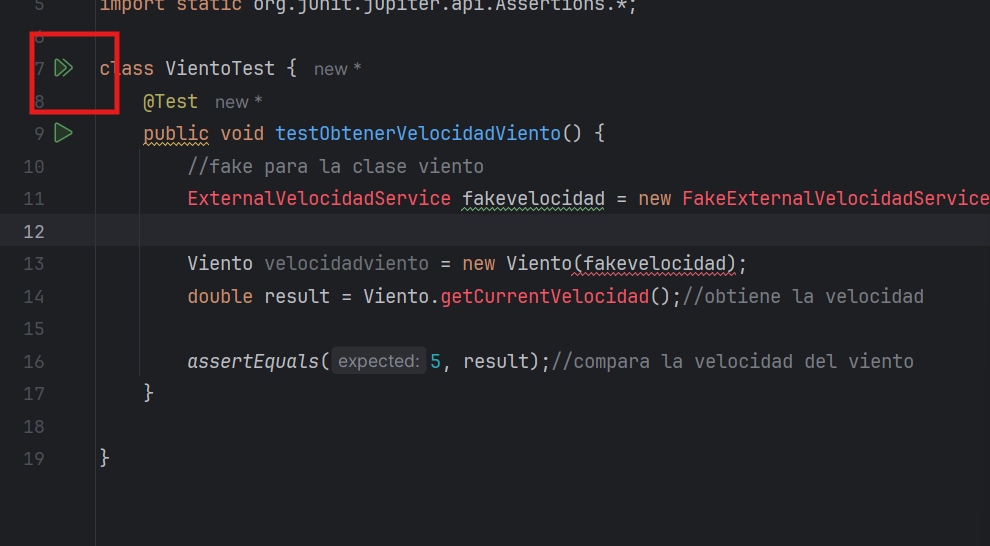 5 import static org.junit.jupiter.api.Assertions.*;
6
7 class VientoTest { new *
8 @Test new *
9 public void testObtenerVelocidadViento() {
10 //fake para la clase viento
11 ExternalVelocidadService fakevelocidad = new FakeExternalVelocidadService
12
13 Viento velocidadviento = new Viento(fakevelocidad);
14 double result = Viento.getCurrentVelocidad();//obtiene la velocidad
15
16 assertEquals( expected: 5, result);//compara la velocidad del viento
17 }
18
19 }